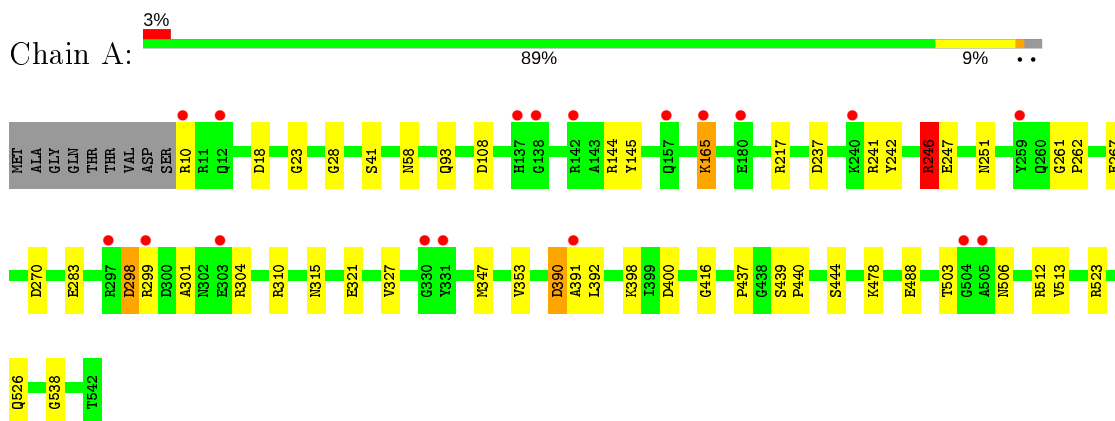 3%
Chain A:
89% 9% • •
MET ALA GLY GLN THR THR VAL ASP SER R10 R11 Q12 D18 G23 G28 S41 N58 Q93 D108 H137 G138 R142 A143 R144 Y145 Q157 K165 E180 R217 D237 K240 R241 Y242 R246 E247 N251 Y259 Q260 G261 P262
D270 E283 R297 D298 R299 D300 A301 N302 E303 R304 R310 N315 E321 V327 G330 Y331 M347 V353 D390 A391 L392 K398 I399 D400 G416 P437 G438 S439 P440 S444 K478 E488 T503 G504 A505 N506 R512 V513 R523
Q526 G538 T542